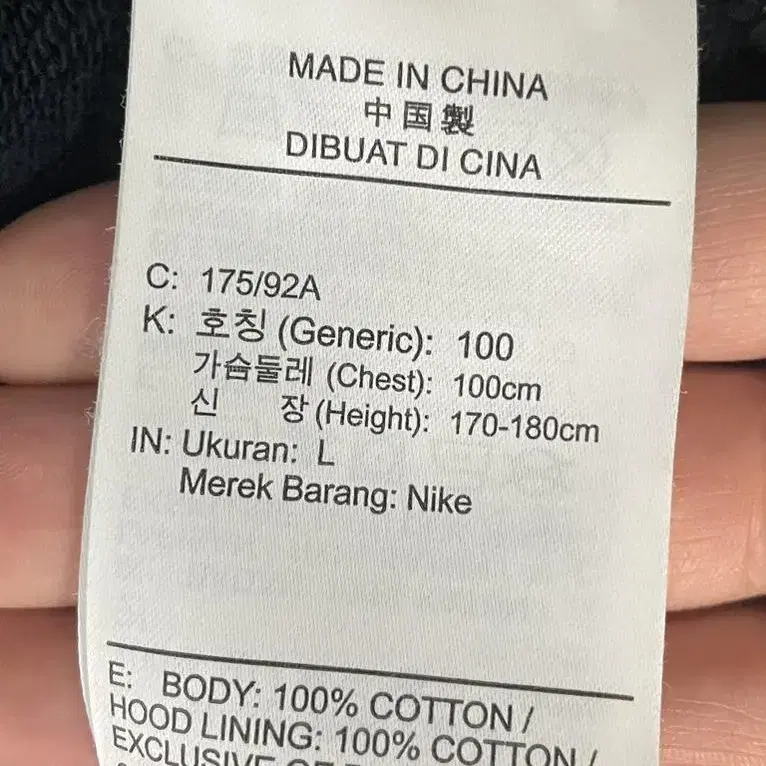 MADE IN CHINA
中国製
DIBUAT DI CINA
C: 175/92A
K: 호칭 (Generic): 100
가슴둘레 (Chest): 100cm
신 장 (Height): 170-180cm
IN: Ukuran: L
Merek Barang: Nike
E: BODY: 100% COTTON /
HOOD LINING: 100% COTTON /
EXCLUSIVE OF